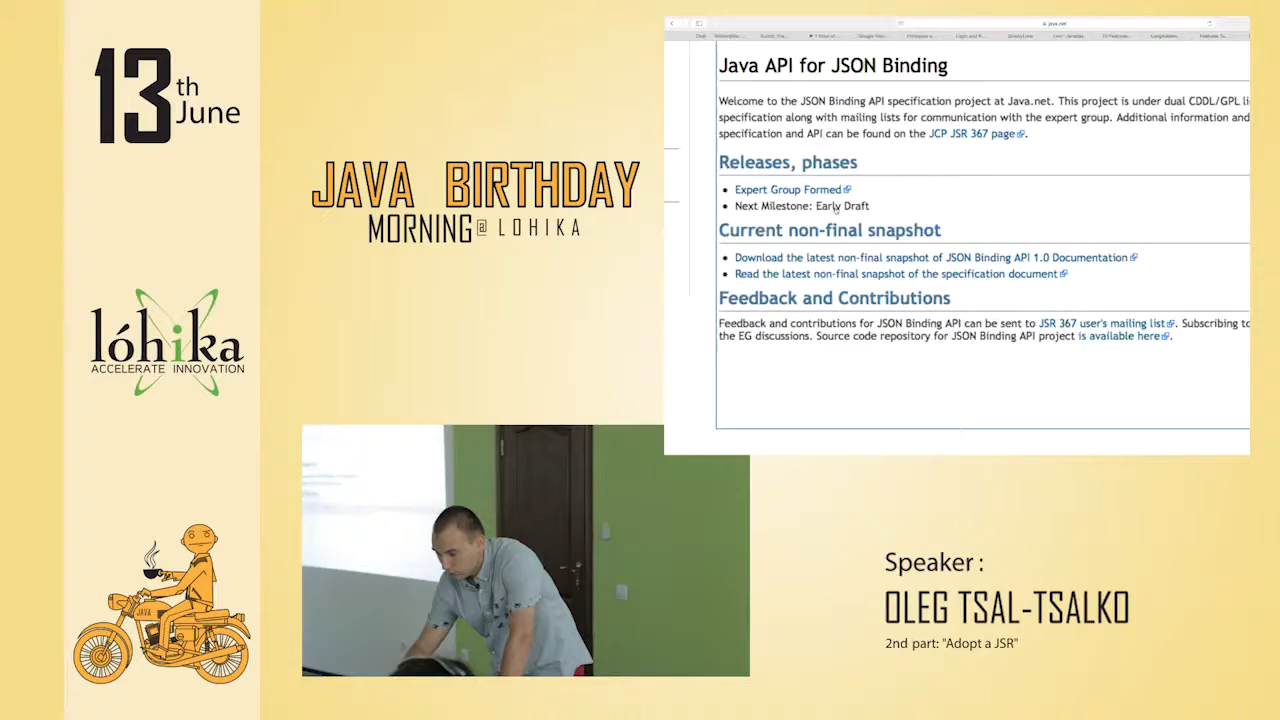 13th June
JAVA BIRTHDAY
MORNING@LOHIKA
lóhika
ACCELERATE INNOVATION
JAVA
java.net
Java API for JSON Binding
Welcome to the JSON Binding API specification project at Java.net. This project is under dual CDDL/GPL li
specification along with mailing lists for communication with the expert group. Additional information and
specification and API can be found on the JCP JSR 367 page.
Releases, phases
• Expert Group Formed
• Next Milestone: Early Draft
Current non-final snapshot
• Download the latest non-final snapshot of JSON Binding API 1.0 Documentation
• Read the latest non-final snapshot of the specification document
Feedback and Contributions
Feedback and contributions for JSON Binding API can be sent to JSR 367 user's mailing list. Subscribing to
the EG discussions. Source code repository for JSON Binding API project is available here.
Speaker :
OLEG TSAL-TSALKO
2nd part: "Adopt a JSR"